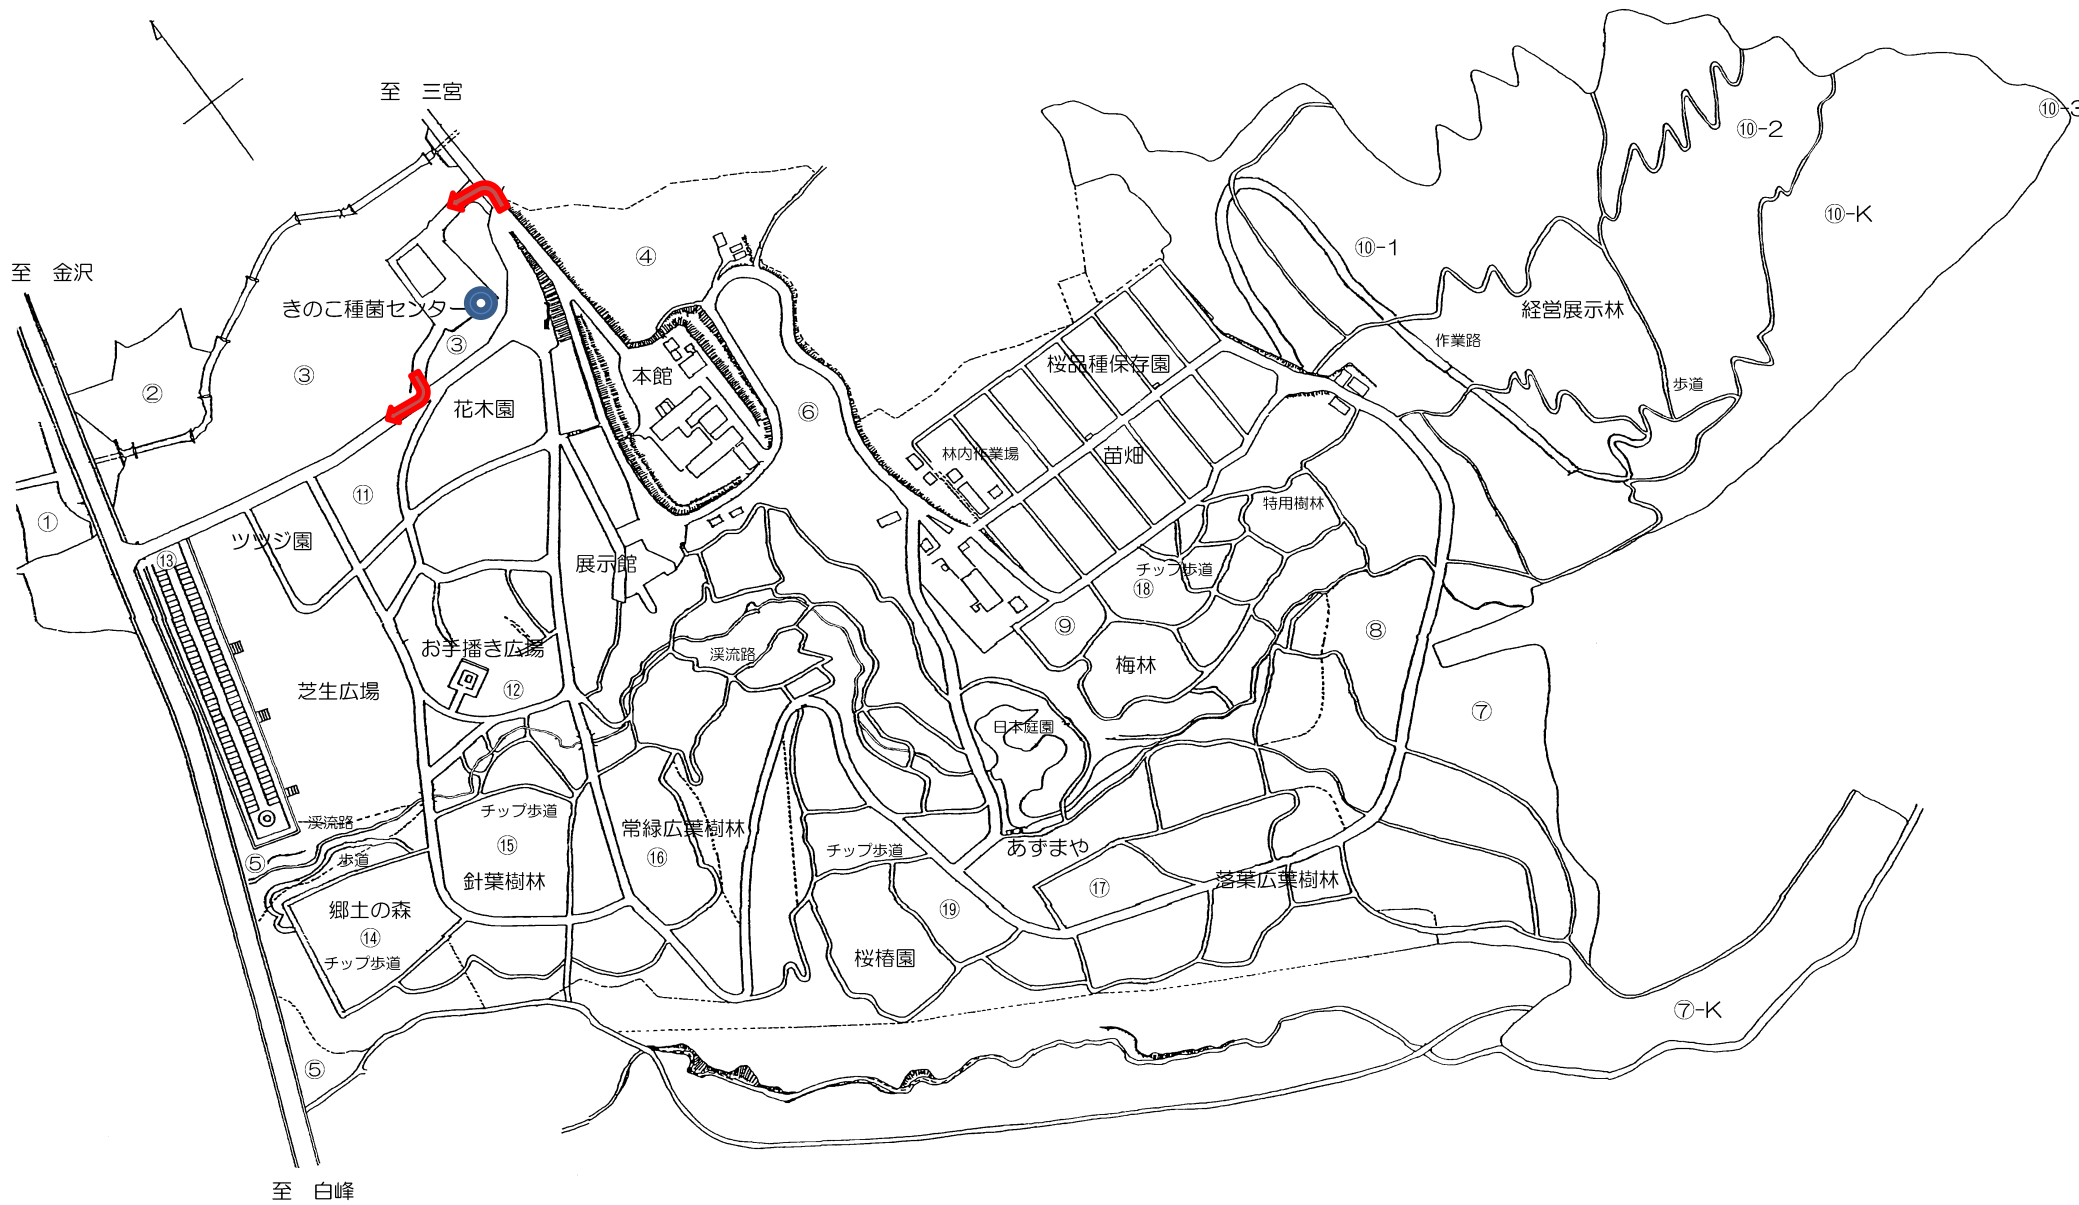 至　三宮
⑩-3
⑩-2
⑩-K
④
⑩-1
至　金沢
きのこ種菌センター
経営展示林
作業路
③
桜品種保存園
本館
③
歩道
②
花木園
⑥
林内作業場
苗畑
⑪
特用樹林
①
ツツジ園
⑬
展示館
チップ歩道
⑱
⑨
⑧
お手播き広場
渓流路
梅林
芝生広場
⑫
⑦
日本庭園
チップ歩道
渓流路
常緑広葉樹林
⑮
⑯
チップ歩道
あずまや
⑤
歩道
針葉樹林
⑰
落葉広葉樹林
郷土の森
⑲
⑭
チップ歩道
桜椿園
⑦-K
⑤
至　白峰